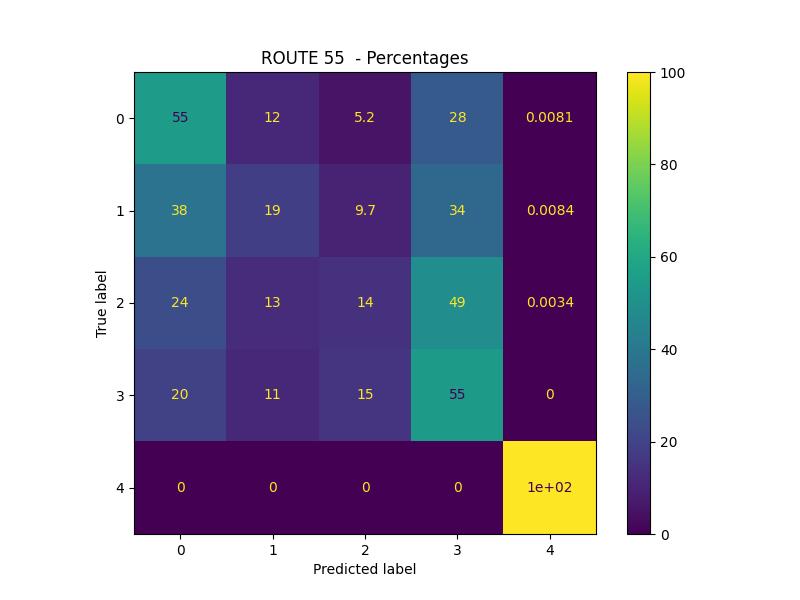 ROUTE 55  - Percentages
True label
0 55 12 5.2 28 0.0081
1 38 19 9.7 34 0.0084
2 24 13 14 49 0.0034
3 20 11 15 55 0
4 0 0 0 0 1e+02
0 1 2 3 4
Predicted label
100
80
60
40
20
0